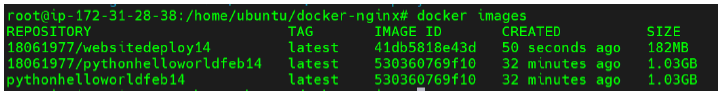 root@ip-172-31-28-38:/home/ubuntu/docker-nginx# docker images
REPOSITORY TAG IMAGE ID CREATED SIZE
18061977/websitedeploy14 latest 41db5818e43d 50 seconds ago 182MB
18061977/pythonhelloworldfeb14 latest 530360769f10 32 minutes ago 1.03GB
pythonhelloworldfeb14 latest 530360769f10 32 minutes ago 1.03GB